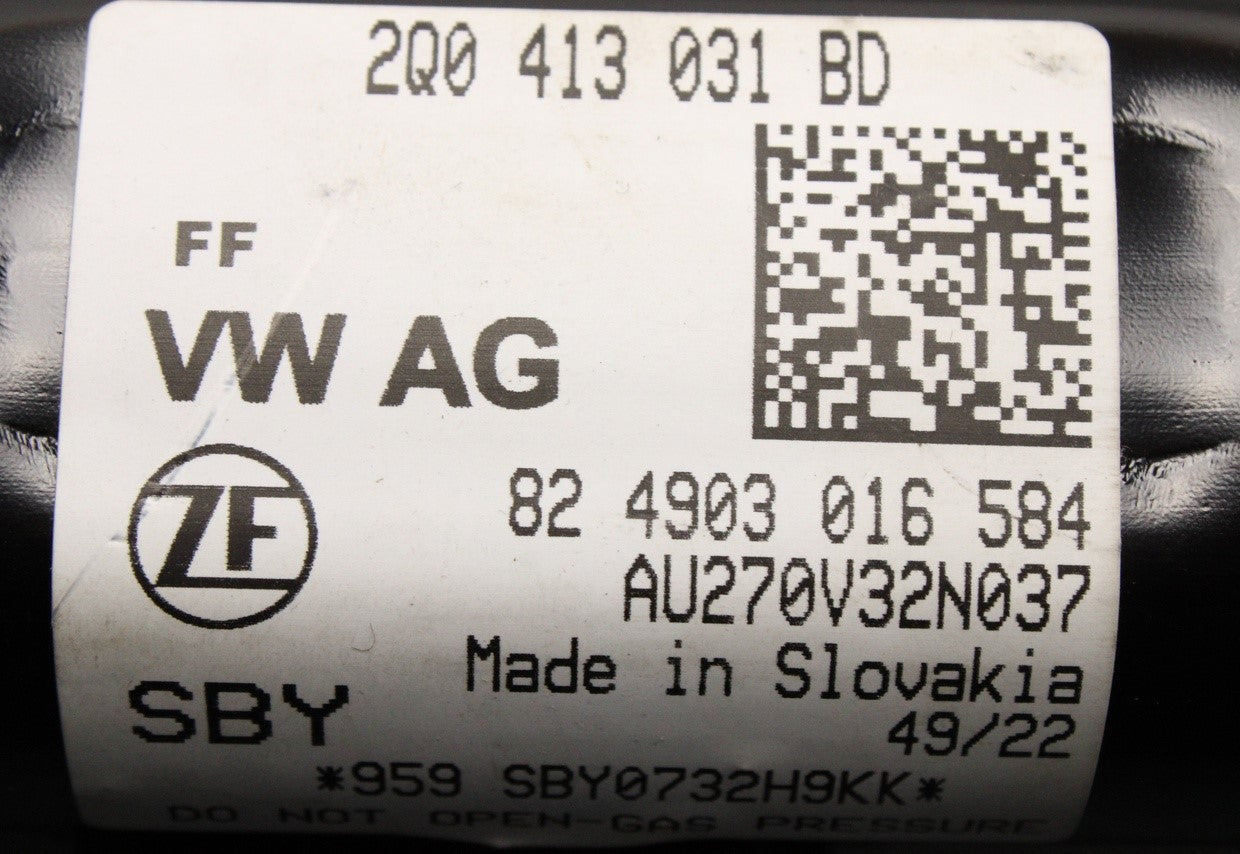 2Q0 413 031 BD
FF
VW AG
ZF
82 4903 016 584
AU270V32N037
Made in Slovakia
SBY
49/22
*959 SBY0732H9KK*
DO NOT OPEN-GAS PRESSURE